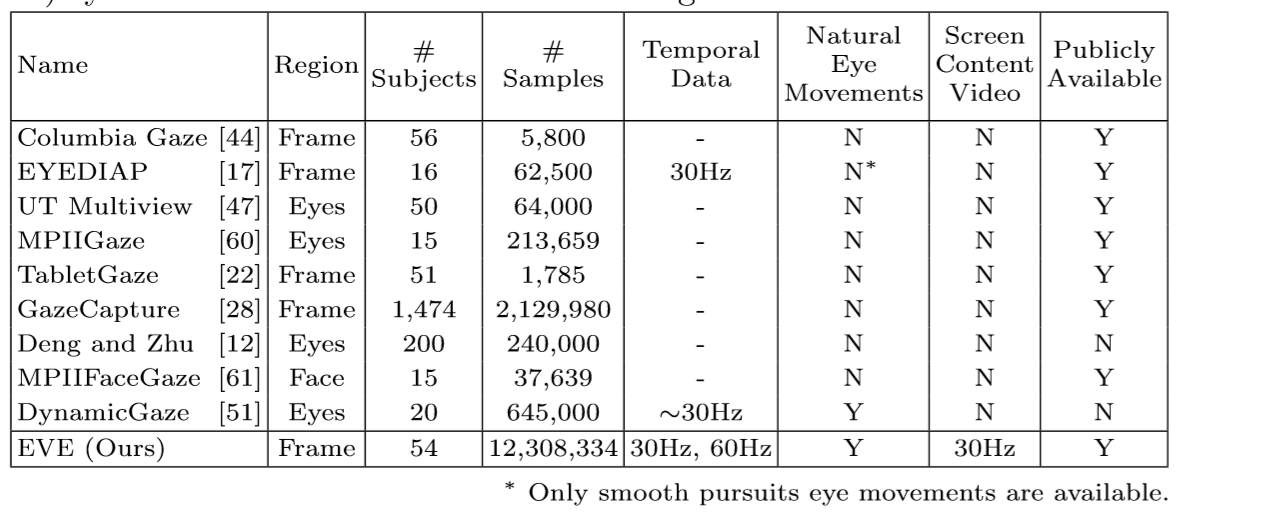 Name Region # Subjects # Samples Temporal Data Natural Eye Movements Screen Content Video Publicly Available
Columbia Gaze [44] Frame 56 5,800 - N N Y
EYEDIAP [17] Frame 16 62,500 30Hz N* N Y
UT Multiview [47] Eyes 50 64,000 - N N Y
MPIIGaze [60] Eyes 15 213,659 - N N Y
TabletGaze [22] Frame 51 1,785 - N N Y
GazeCapture [28] Frame 1,474 2,129,980 - N N Y
Deng and Zhu [12] Eyes 200 240,000 - N N N
MPIIFaceGaze [61] Face 15 37,639 - N N Y
DynamicGaze [51] Eyes 20 645,000 ~30Hz Y N N
EVE (Ours) Frame 54 12,308,334 30Hz, 60Hz Y 30Hz Y
* Only smooth pursuits eye movements are available.